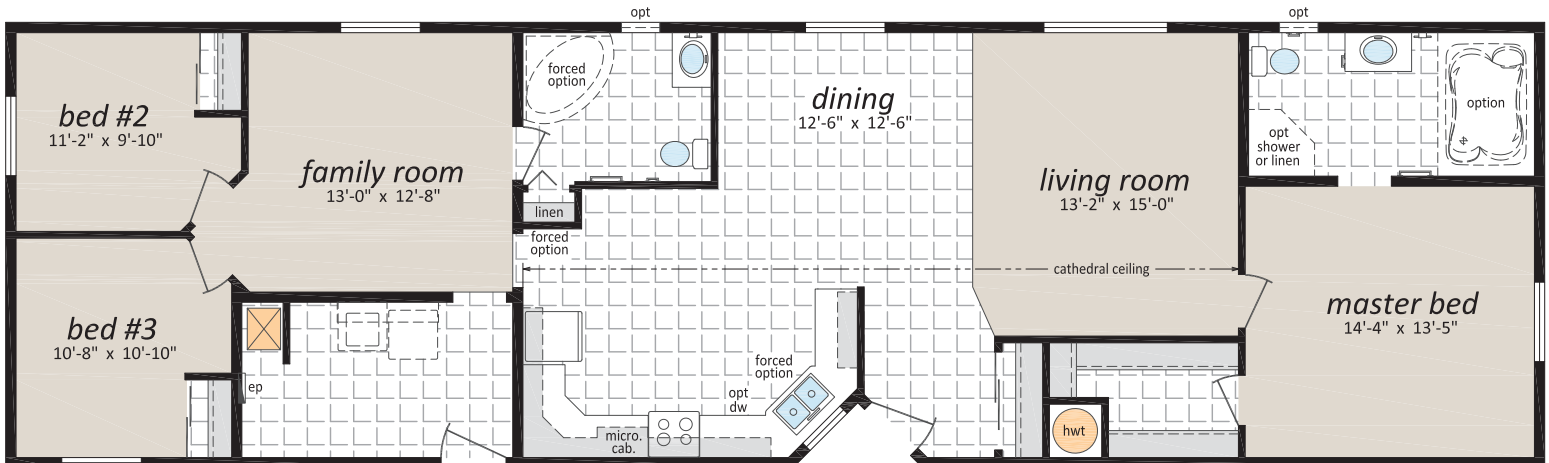 opt
opt
bed #2
11'-2" x 9'-10"
family room
13'-0" x 12'-8"
forced
option
linen
forced
option
dining
12'-6" x 12'-6"
living room
13'-2" x 15'-0"
cathedral ceiling
opt
shower
or linen
option
master bed
14'-4" x 13'-5"
bed #3
10'-8" x 10'-10"
ep
forced
option
opt
dw
micro.
cab.
hwt